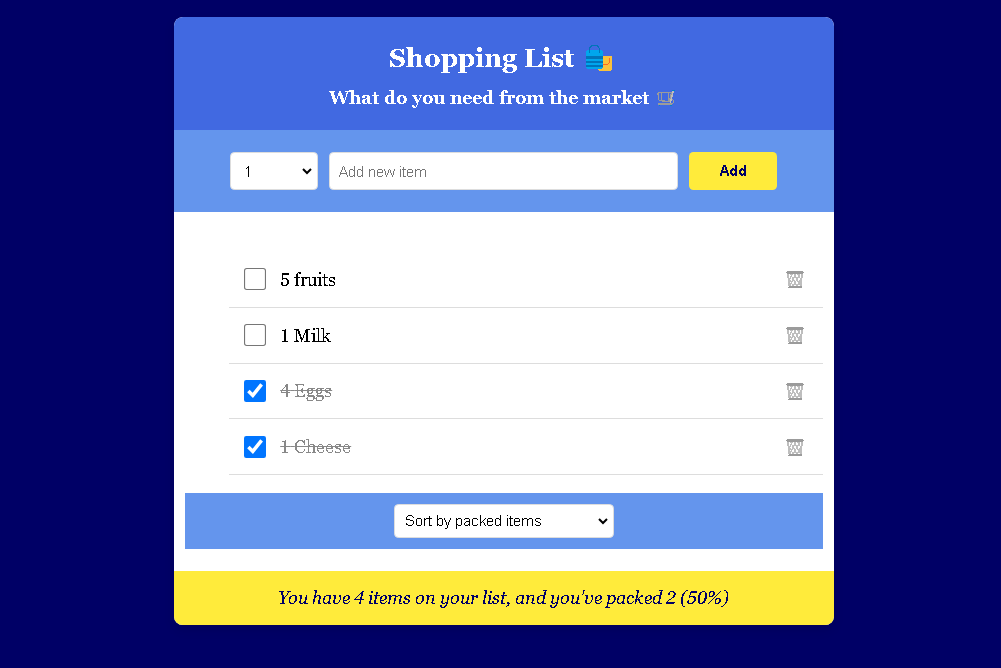 Shopping List
What do you need from the market
1 Add new item Add
5 fruits
1 Milk
4 Eggs
1 Cheese
Sort by packed items
You have 4 items on your list, and you've packed 2 (50%)